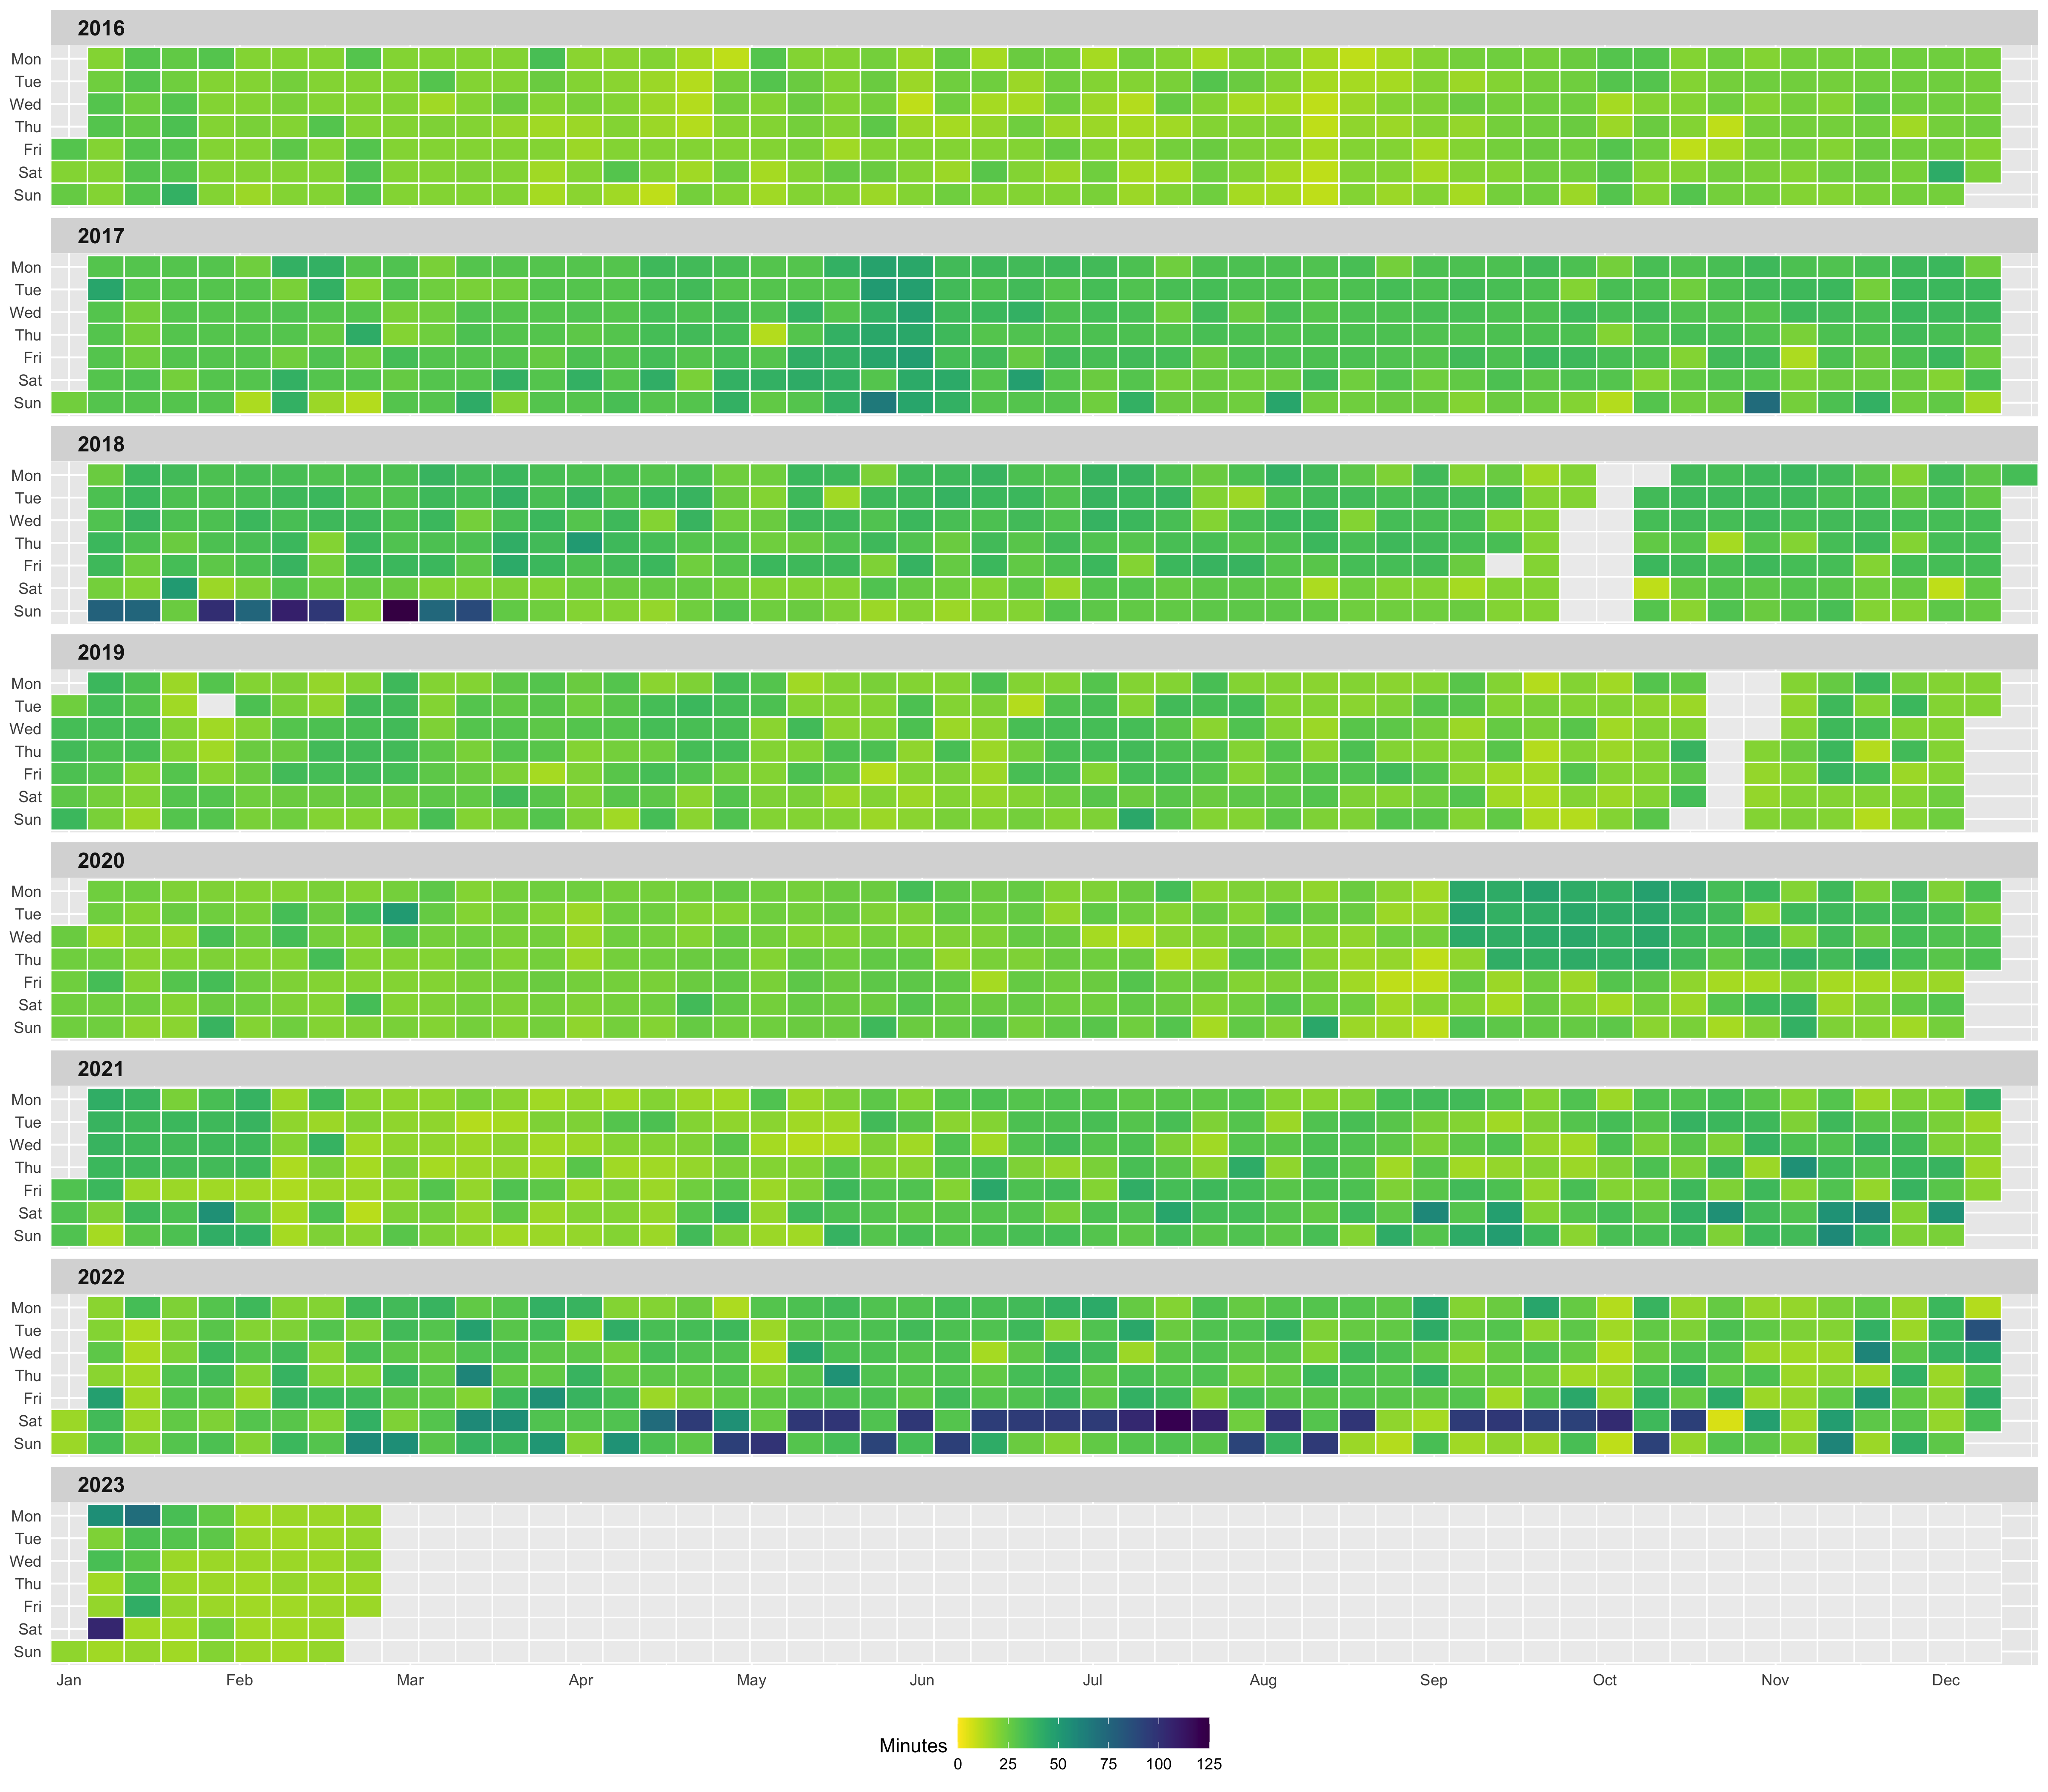 2016
Mon
Tue
Wed
Thu
Fri
Sat
Sun
2017
Mon
Tue
Wed
Thu
Fri
Sat
Sun
2018
Mon
Tue
Wed
Thu
Fri
Sat
Sun
2019
Mon
Tue
Wed
Thu
Fri
Sat
Sun
2020
Mon
Tue
Wed
Thu
Fri
Sat
Sun
2021
Mon
Tue
Wed
Thu
Fri
Sat
Sun
2022
Mon
Tue
Wed
Thu
Fri
Sat
Sun
2023
Mon
Tue
Wed
Thu
Fri
Sat
Sun
Jan Feb Mar Apr May Jun Jul Aug Sep Oct Nov Dec
Minutes
0 25 50 75 100 125